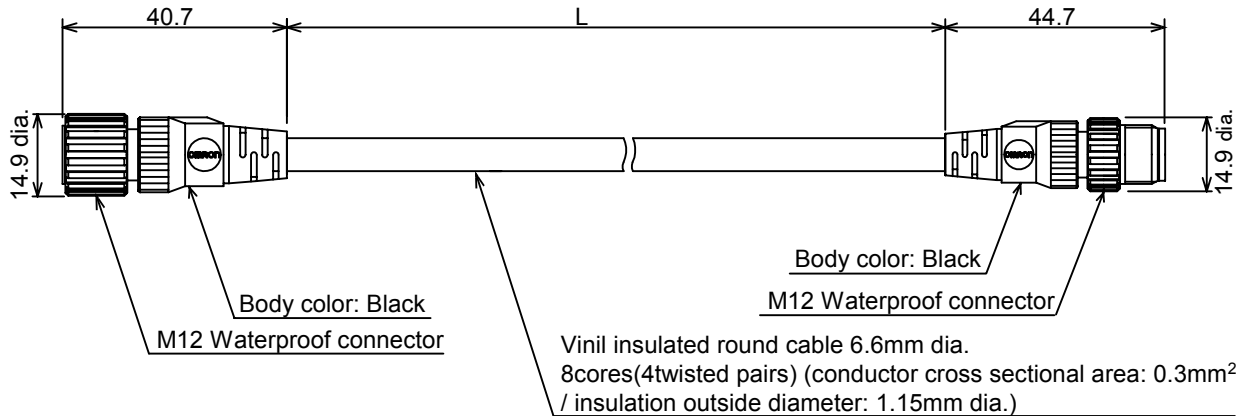 40.7
L
44.7
14.9 dia.
OMRON
OMRON
14.9 dia.
Body color: Black
M12 Waterproof connector
Body color: Black
M12 Waterproof connector
Vinil insulated round cable 6.6mm dia.
8cores(4twisted pairs) (conductor cross sectional area: 0.3mm²
/ insulation outside diameter: 1.15mm dia.)